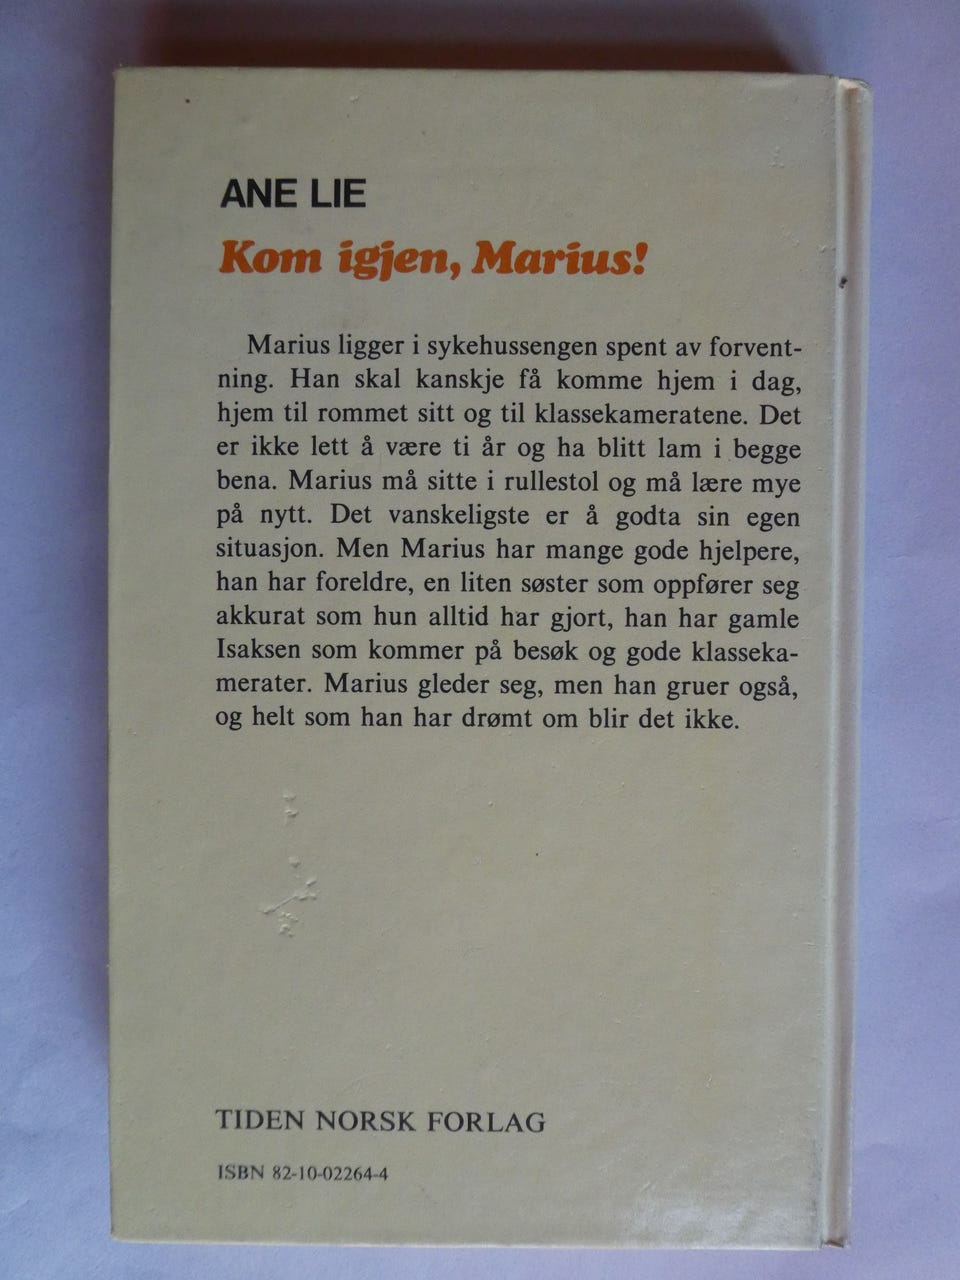 ANE LIE
Kom igjen, Marius!
Marius ligger i sykehussengen spent av forvent-
ning. Han skal kanskje få komme hjem i dag,
hjem til rommet sitt og til klassekameratene. Det
er ikke lett å være ti år og ha blitt lam i begge
bena. Marius må sitte i rullestol og må lære mye
på nytt. Det vanskeligste er å godta sin egen
situasjon. Men Marius har mange gode hjelpere,
han har foreldre, en liten søster som oppfører seg
akkurat som hun alltid har gjort, han har gamle
Isaksen som kommer på besøk og gode klasseka-
merater. Marius gleder seg, men han gruer også,
og helt som han har drømt om blir det ikke.
TIDEN NORSK FORLAG
ISBN 82-10-02264-4